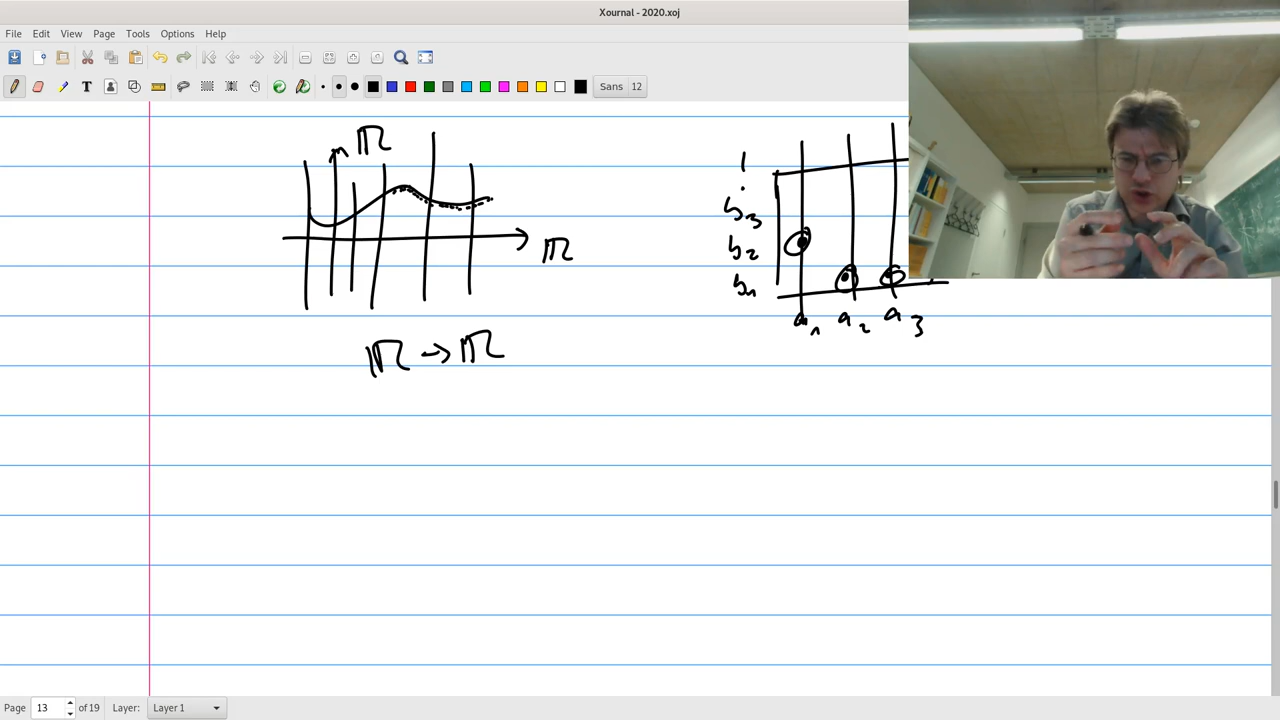 Xournal - 2020.xoj
File Edit View Page Tools Options Help
Sans 12
ℝ
ℝ
ℝ → ℝ
b3
b2
b1
a1 a2 a3
Page 13 of 19 Layer: Layer 1